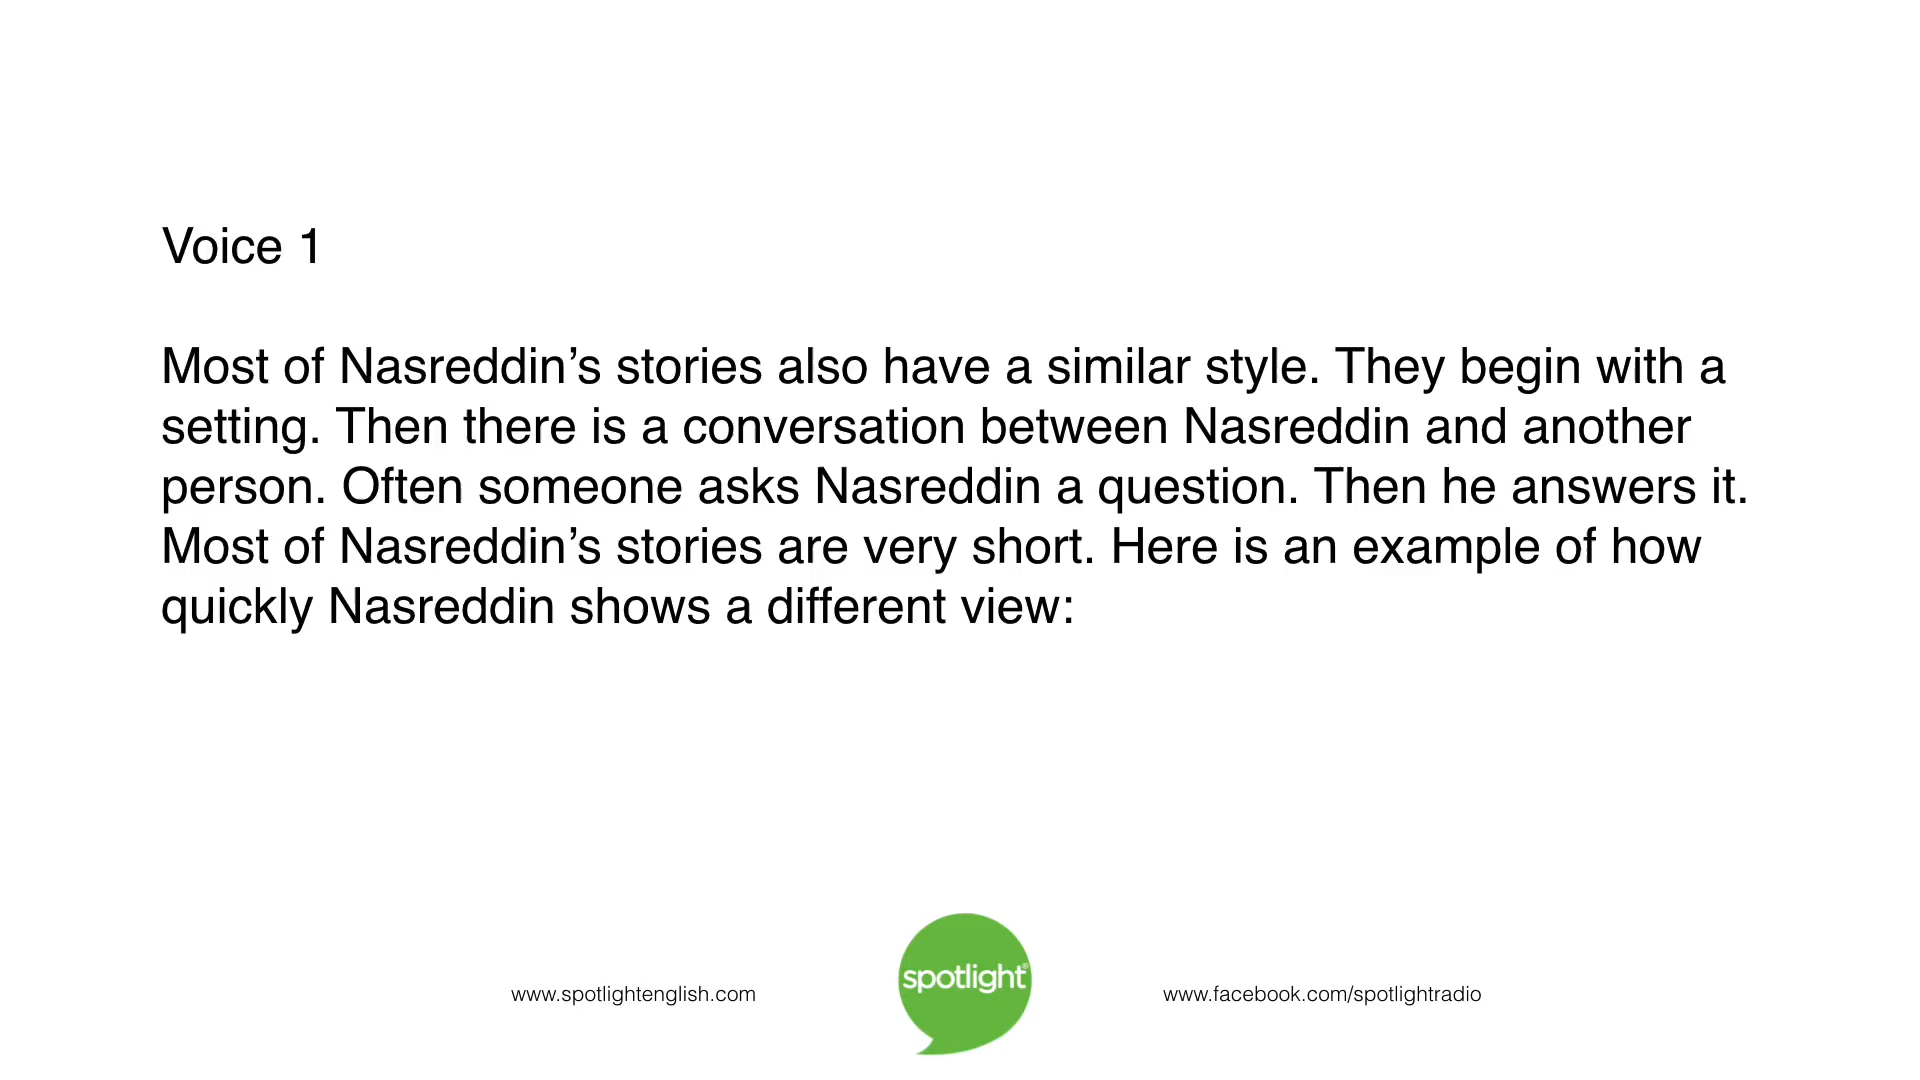 Voice 1
Most of Nasreddin’s stories also have a similar style. They begin with a
setting. Then there is a conversation between Nasreddin and another
person. Often someone asks Nasreddin a question. Then he answers it.
Most of Nasreddin’s stories are very short. Here is an example of how
quickly Nasreddin shows a different view:
www.spotlightenglish.com
spotlight®
www.facebook.com/spotlightradio